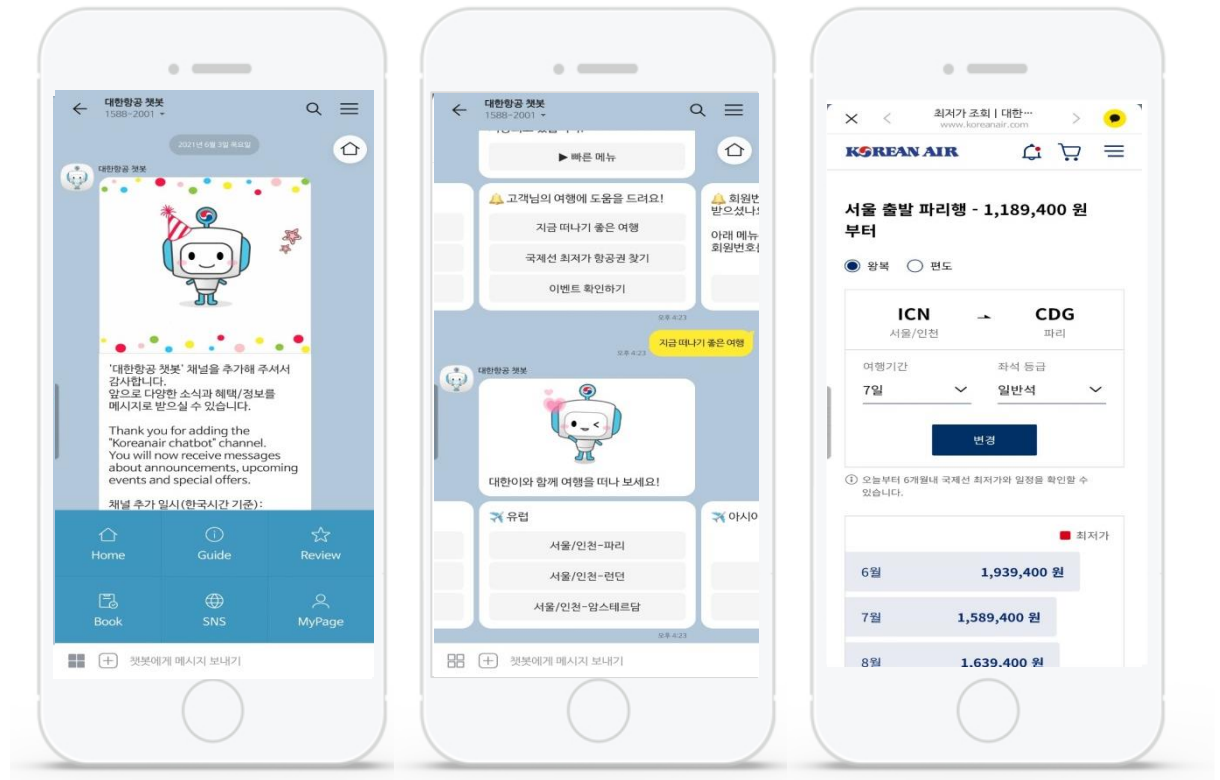 대한항공 챗봇
1588-2001
2021년 6월 3일 목요일
대한항공 챗봇
'대한항공 챗봇' 채널을 추가해 주셔서
감사합니다.
앞으로 다양한 소식과 혜택/정보를
메시지로 받으실 수 있습니다.
Thank you for adding the
"Koreanair chatbot" channel.
You will now receive messages
about announcements, upcoming
events and special offers.
채널 추가 일시(한국시간 기준):
Home
Guide
Review
Book
SNS
MyPage
챗봇에게 메시지 보내기
대한항공 챗봇
1588-2001
▶ 빠른 메뉴
🔔 고객님의 여행에 도움을 드려요!
지금 떠나기 좋은 여행
국제선 최저가 항공권 찾기
이벤트 확인하기
오후 4:23
🔔 회원번
받으셨나
아래 메뉴
회원번호
지금 떠나기 좋은 여행
오후 4:23
대한항공 챗봇
대한이와 함께 여행을 떠나 보세요!
✈️ 유럽
서울/인천-파리
서울/인천-런던
서울/인천-암스테르담
오후 4:23
✈️ 아시아
챗봇에게 메시지 보내기
최저가 조회 | 대한…
www.koreanair.com
KOREAN AIR
서울 출발 파리행 - 1,189,400 원
부터
왕복
편도
ICN
CDG
서울/인천
파리
여행기간
좌석 등급
7일
일반석
변경
오늘부터 6개월내 국제선 최저가와 일정을 확인할 수
있습니다.
최저가
6월
1,939,400 원
7월
1,589,400 원
8월
1,639,400 원